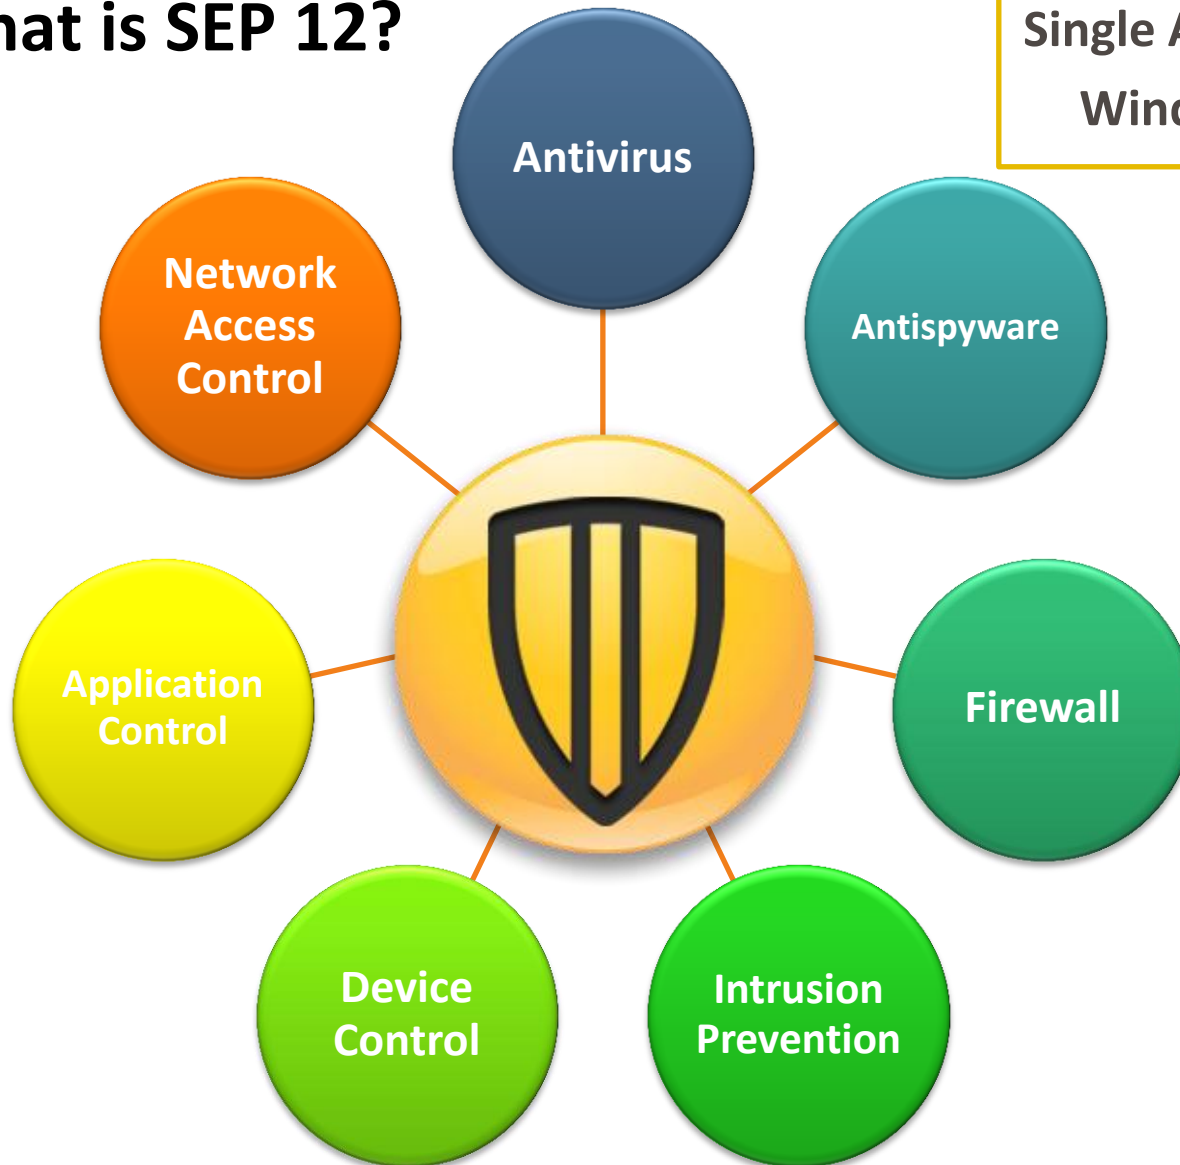 hat is SEP 12?
Single
Wind
Antivirus
Network
Access
Control
Antispyware
Application
Control
Firewall
Device
Control
Intrusion
Prevention